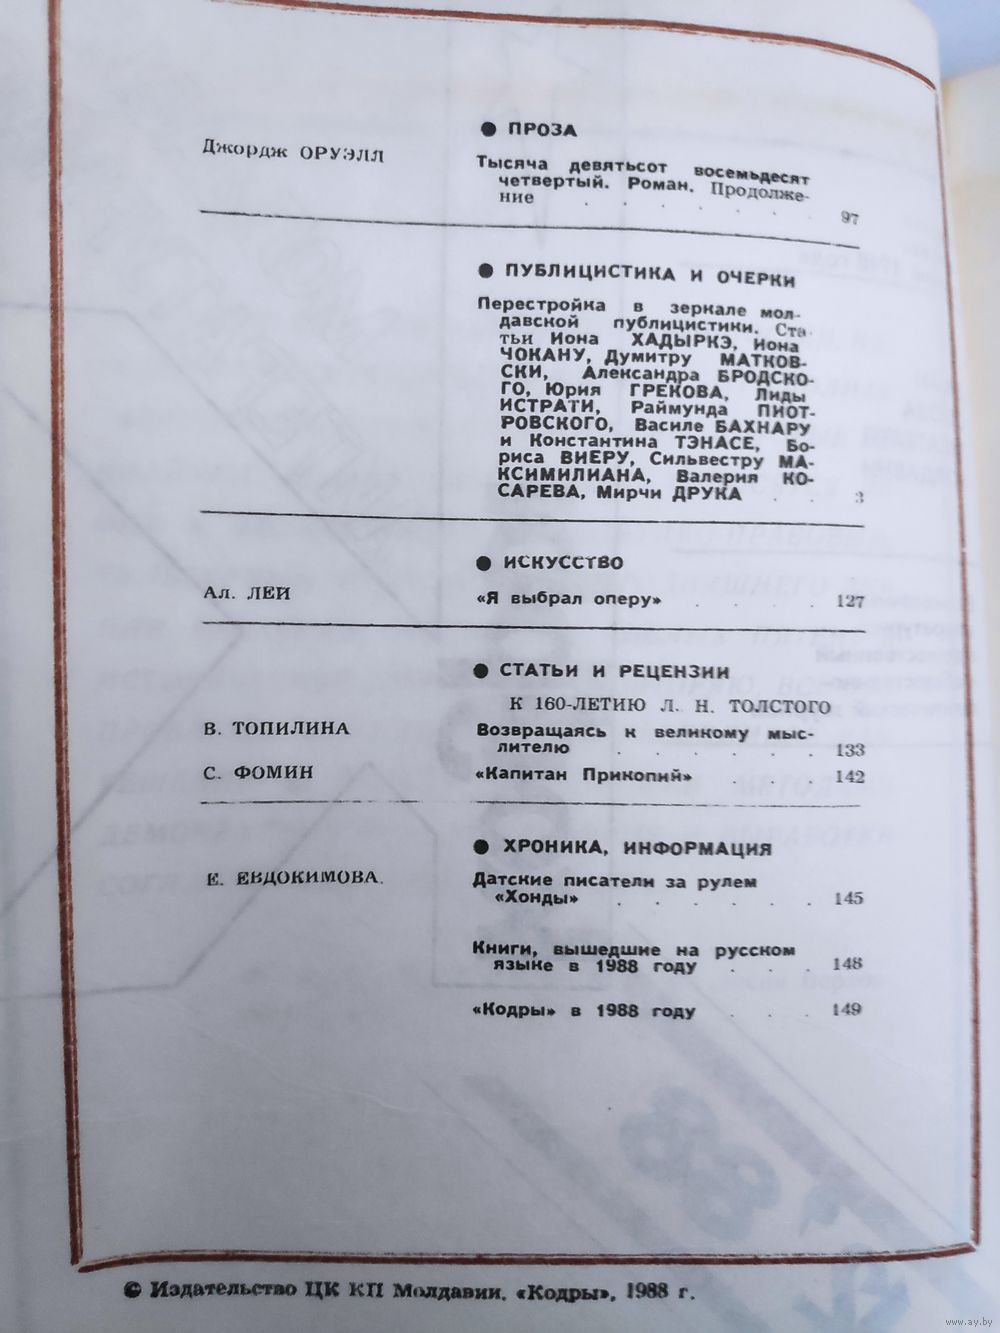 ● ПРОЗА
Джордж ОРУЭЛЛ
Тысяча девятьсот восемьдесят
четвертый. Роман. Продолже-
ние . . . . . . . 97
● ПУБЛИЦИСТИКА И ОЧЕРКИ
Перестройка в зеркале мол-
давской публицистики. Ста-
тьи Иона ХАДЫРКЭ, Иона
ЧОКАНУ, Думитру МАТКОВ-
СКИ, Александра БРОДСКО-
ГО, Юрия ГРЕКОВА, Лиды
ИСТРАТИ, Раймунда ПИОТ-
РОВСКОГО, Василе БАХНАРУ
и Константина ТЭНАСЕ, Бо-
риса ВИЕРУ, Сильвестру МА-
КСИМИЛИАНА, Валерия КО-
САРЕВА, Мирчи ДРУКА . . 3
● ИСКУССТВО
Ал. ЛЕИ «Я выбрал оперу» . . . . 127
● СТАТЬИ И РЕЦЕНЗИИ
К 160-ЛЕТИЮ Л. Н. ТОЛСТОГО
В. ТОПИЛИНА Возвращаясь к великому мыс-
лителю . . . . . . 133
С. ФОМИН «Капитан Прикопий» . . . 142
● ХРОНИКА, ИНФОРМАЦИЯ
Е. ЕВДОКИМОВА. Датские писатели за рулем
«Хонды» . . . . . . 145
Книги, вышедшие на русском
языке в 1988 году . . . 148
«Кодры» в 1988 году . . . 149
© Издательство ЦК КП Молдавии, «Кодры», 1988 г.
www.ay.by